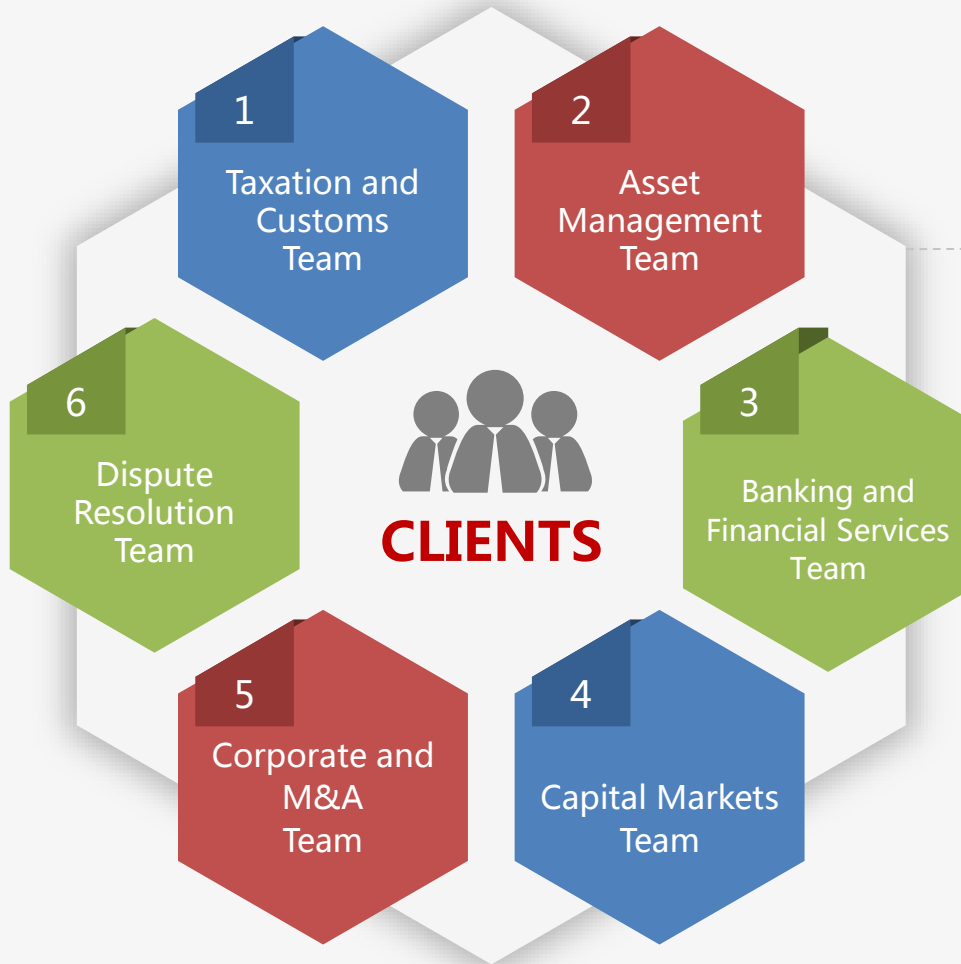 1
Taxation and
Customs
Team
2
Asset
Management
Team
3
Banking and
Financial Services
Team
4
Capital Markets
Team
5
Corporate and
M&A
Team
6
Dispute
Resolution
Team
CLIENTS